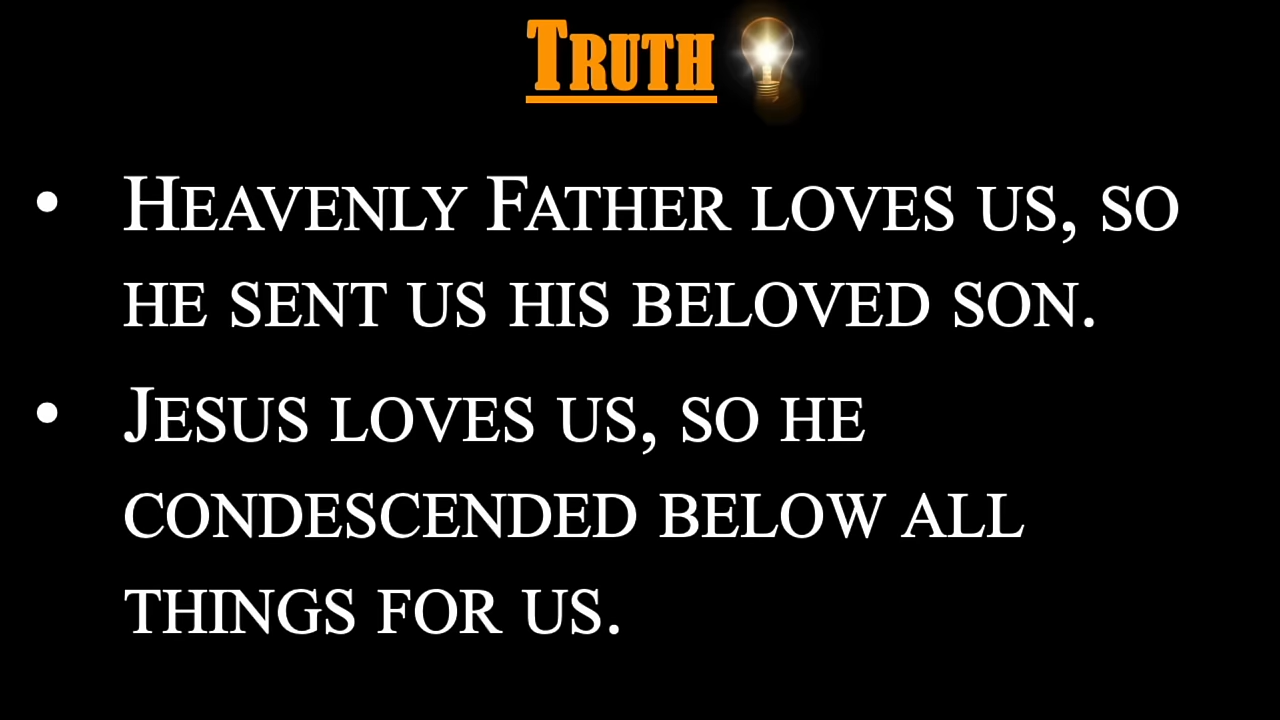 Truth
• Heavenly Father loves us, so
he sent us his beloved son.
• Jesus loves us, so he
condescended below all
things for us.